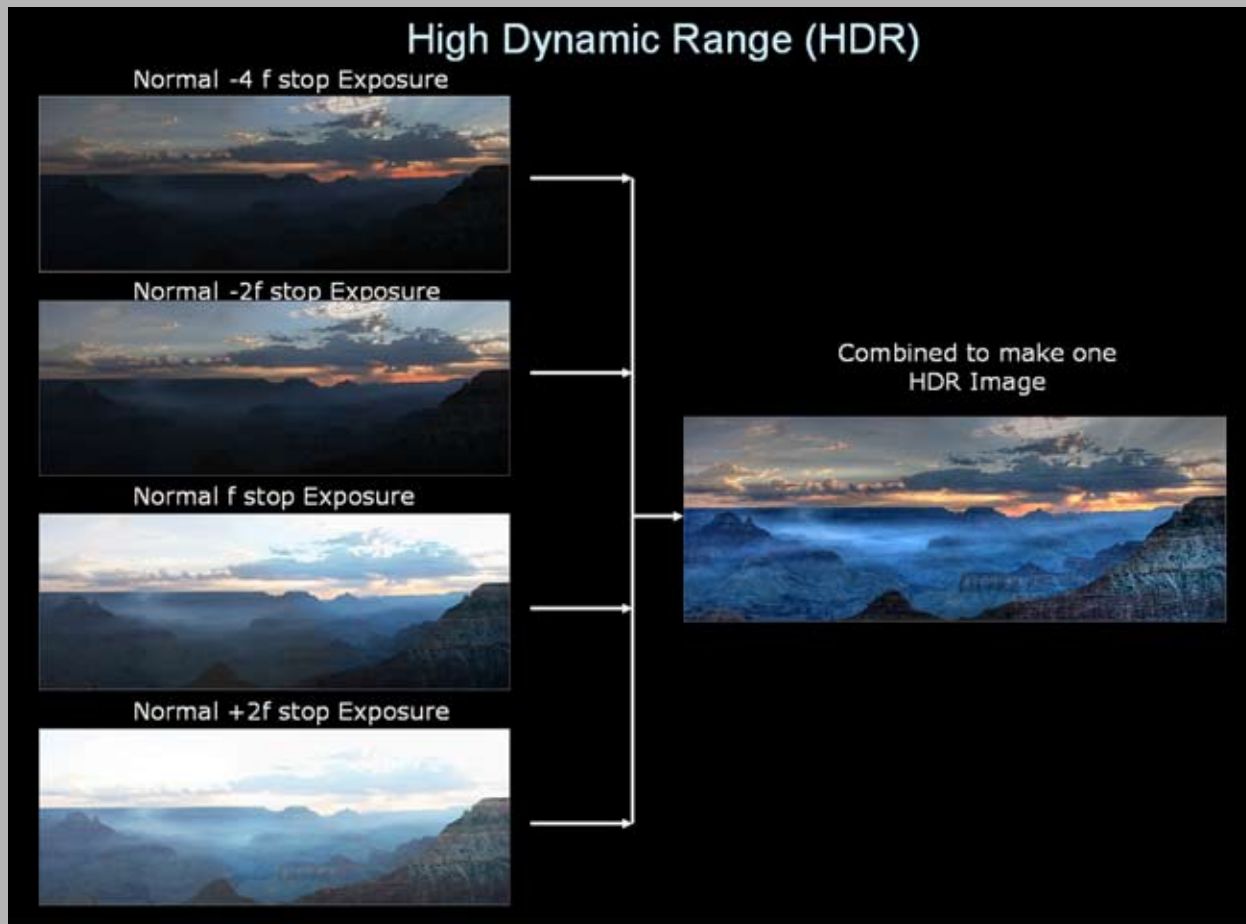 High Dynamic Range (HDR)
Normal -4 f stop Exposure
Normal -2f stop Exposure
Normal f stop Exposure
Normal +2f stop Exposure
Combined to make one
HDR Image